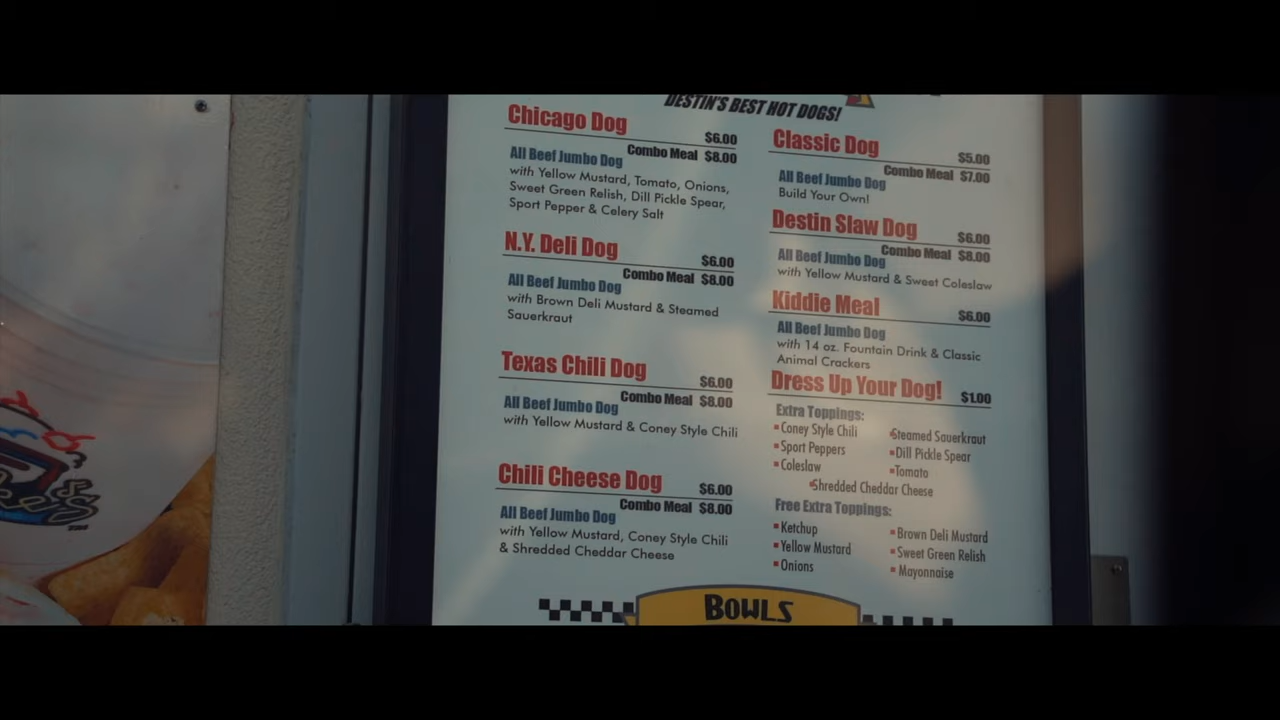 DESTIN'S BEST HOT DOGS!
Chicago Dog
$6.00
Combo Meal $8.00
All Beef Jumbo Dog
with Yellow Mustard, Tomato, Onions,
Sweet Green Relish, Dill Pickle Spear,
Sport Pepper & Celery Salt
N.Y. Deli Dog
$6.00
Combo Meal $8.00
All Beef Jumbo Dog
with Brown Deli Mustard & Steamed
Sauerkraut
Texas Chili Dog
$6.00
Combo Meal $8.00
All Beef Jumbo Dog
with Yellow Mustard & Coney Style Chili
Chili Cheese Dog
$6.00
Combo Meal $8.00
All Beef Jumbo Dog
with Yellow Mustard, Coney Style Chili
& Shredded Cheddar Cheese
Classic Dog
$5.00
Combo Meal $7.00
All Beef Jumbo Dog
Build Your Own!
Destin Slaw Dog
$6.00
Combo Meal $8.00
All Beef Jumbo Dog
with Yellow Mustard & Sweet Coleslaw
Kiddie Meal
$6.00
All Beef Jumbo Dog
with 14 oz. Fountain Drink & Classic
Animal Crackers
Dress Up Your Dog!
$1.00
Extra Toppings:
Coney Style Chili
Sport Peppers
Coleslaw
Steamed Sauerkraut
Dill Pickle Spear
Tomato
Shredded Cheddar Cheese
Free Extra Toppings:
Ketchup
Yellow Mustard
Onions
Brown Deli Mustard
Sweet Green Relish
Mayonnaise
BOWLS